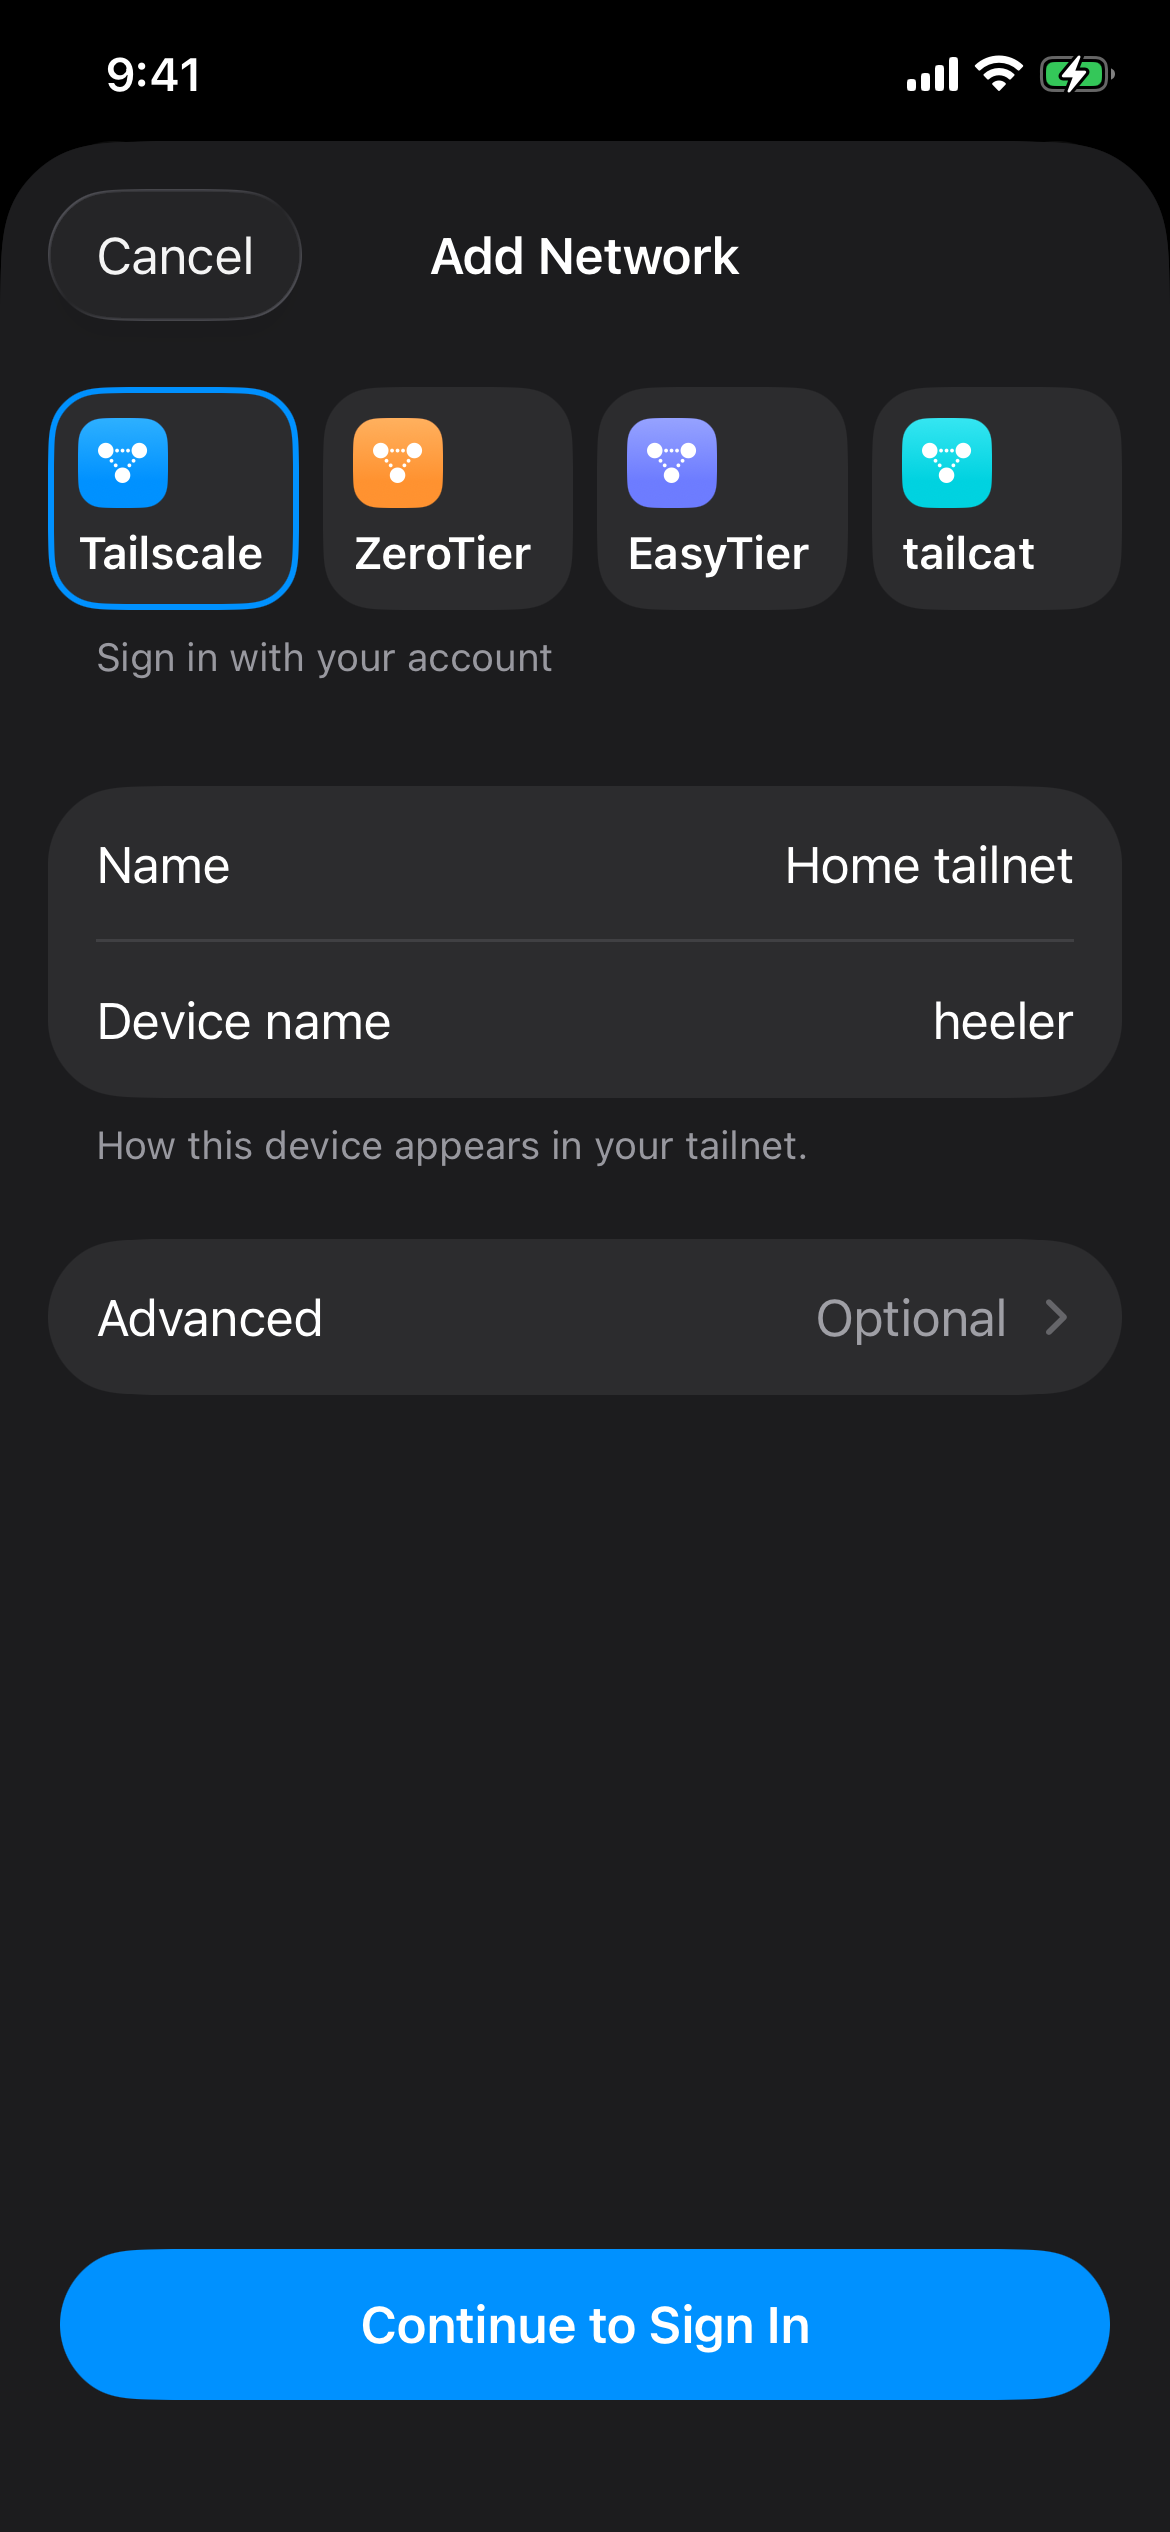 9:41
Cancel
Add Network
Tailscale
ZeroTier
EasyTier
tailcat
Sign in with your account
Name
Home tailnet
Device name
heeler
How this device appears in your tailnet.
Advanced
Optional
Continue to Sign In